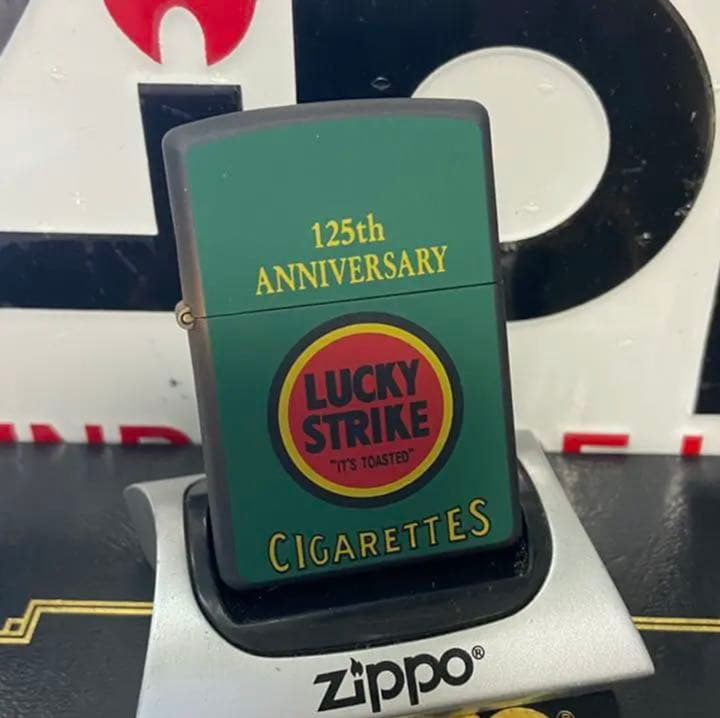 125th
ANNIVERSARY
LUCKY
STRIKE
"IT'S TOASTED"
CIGARETTES
zippo®